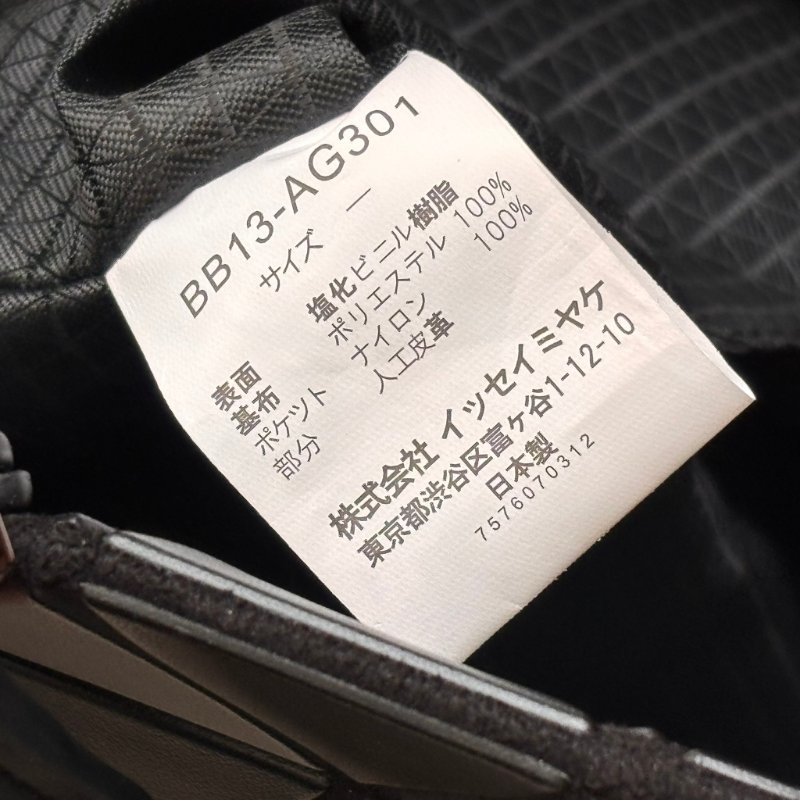 BB13-AG301
サイズ ー
表面 塩化ビニル樹脂 100%
基布 ポリエステル 100%
ポケット ナイロン
部分 人工皮革
株式会社 イッセイミヤケ
東京都渋谷区富ヶ谷1-12-10
日本製
7576070312